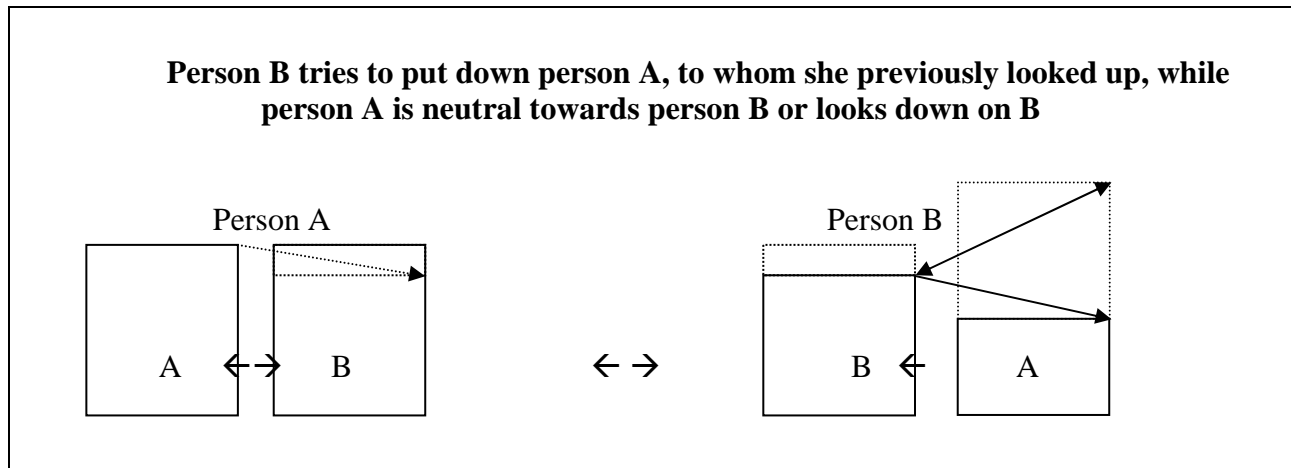 Person B tries to put down person A, to whom she previously looked up, while
person A is neutral towards person B or looks down on B
Person A Person B
A ←→ B ← → B ← A